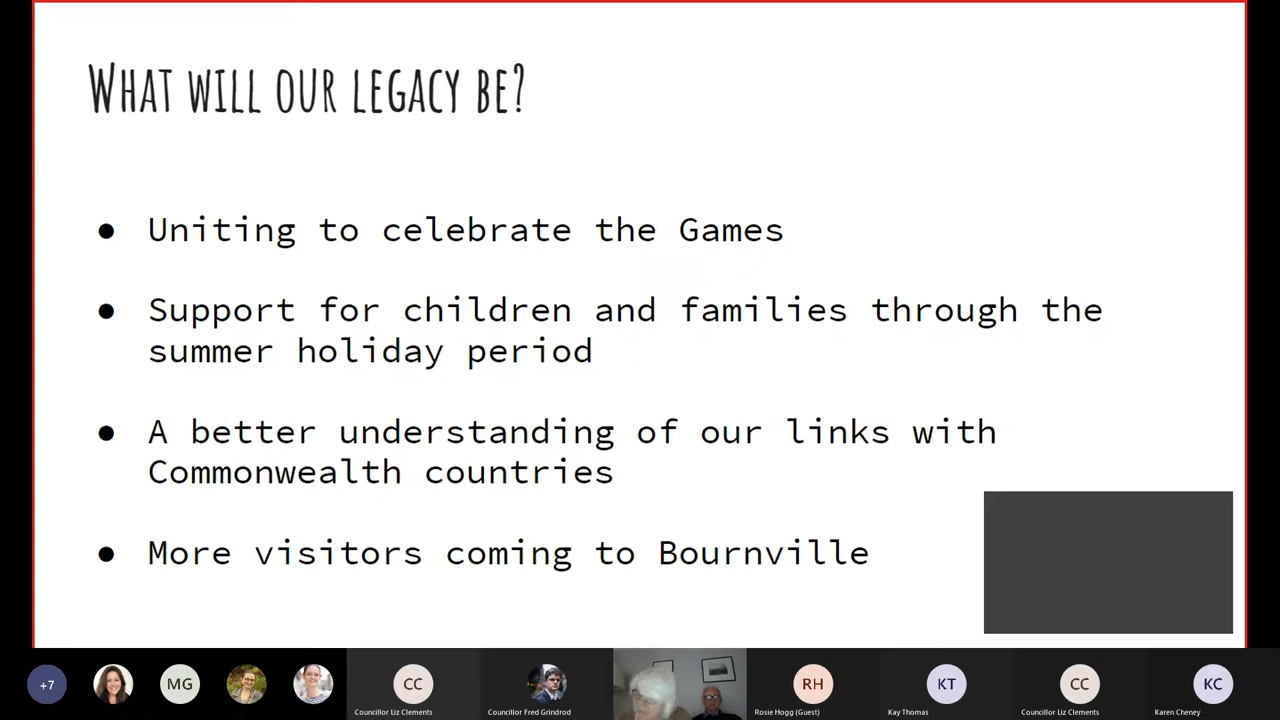 What will our legacy be?
● Uniting to celebrate the Games
● Support for children and families through the
summer holiday period
● A better understanding of our links with
Commonwealth countries
● More visitors coming to Bournville
+7
MG
CC
RH
KT
CC
KC
Councillor Liz Clements
Councillor Fred Grindrod
Rosie Hogg (Guest)
Kay Thomas
Councillor Liz Clements
Karen Cheney